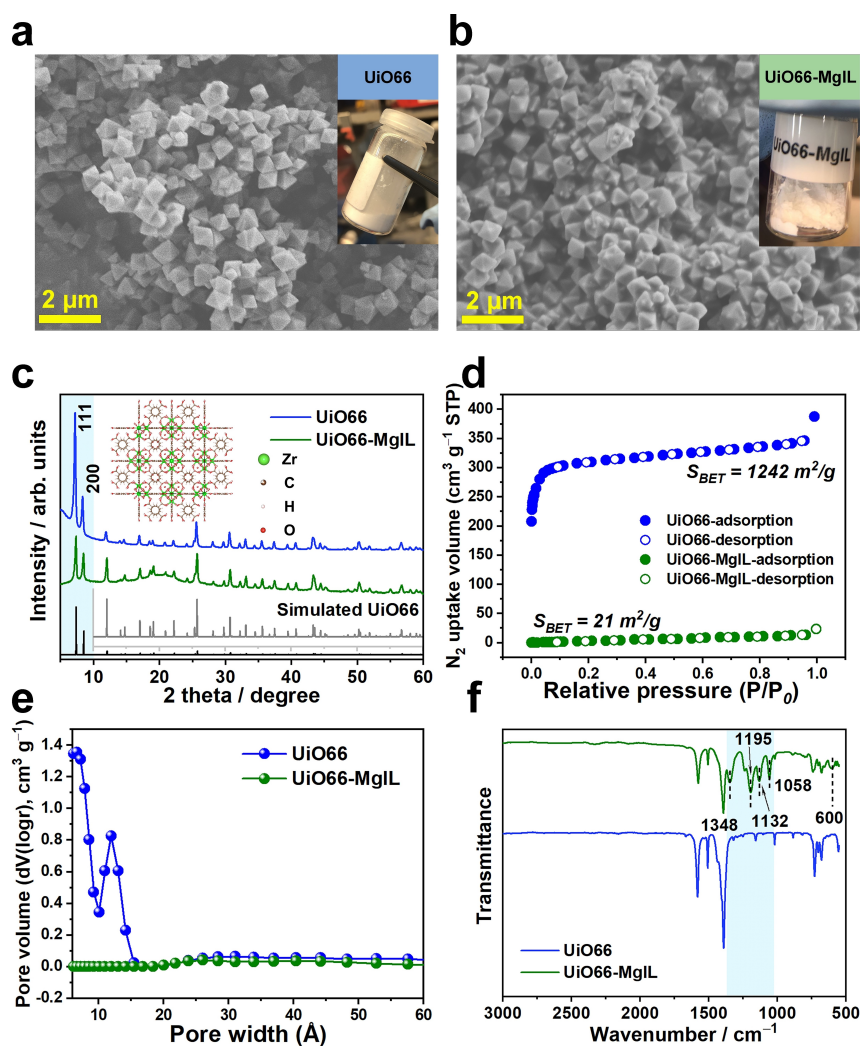 a
UiO66
2 μm
b
UiO66-MgIL
UiO66-MgIL
2 μm
c
Intensity / arb. units
111
200
UiO66
UiO66-MgIL
Zr
C
H
O
Simulated UiO66
5 10 20 30 40 50 60
2 theta / degree
d
N₂ uptake volume (cm³ g⁻¹ STP)
400
350
300
250
200
150
100
50
0
S_BET = 1242 m²/g
UiO66-adsorption
UiO66-desorption
UiO66-MgIL-adsorption
UiO66-MgIL-desorption
S_BET = 21 m²/g
0.0 0.2 0.4 0.6 0.8 1.0
Relative pressure (P/P₀)
e
Pore volume (dV(logr), cm³ g⁻¹)
1.4
1.2
1.0
0.8
0.6
0.4
0.2
0.0
-0.2
UiO66
UiO66-MgIL
10 20 30 40 50 60
Pore width (Å)
f
Transmittance
1195
1058
1348
1132
600
UiO66
UiO66-MgIL
3000 2500 2000 1500 1000 500
Wavenumber / cm⁻¹